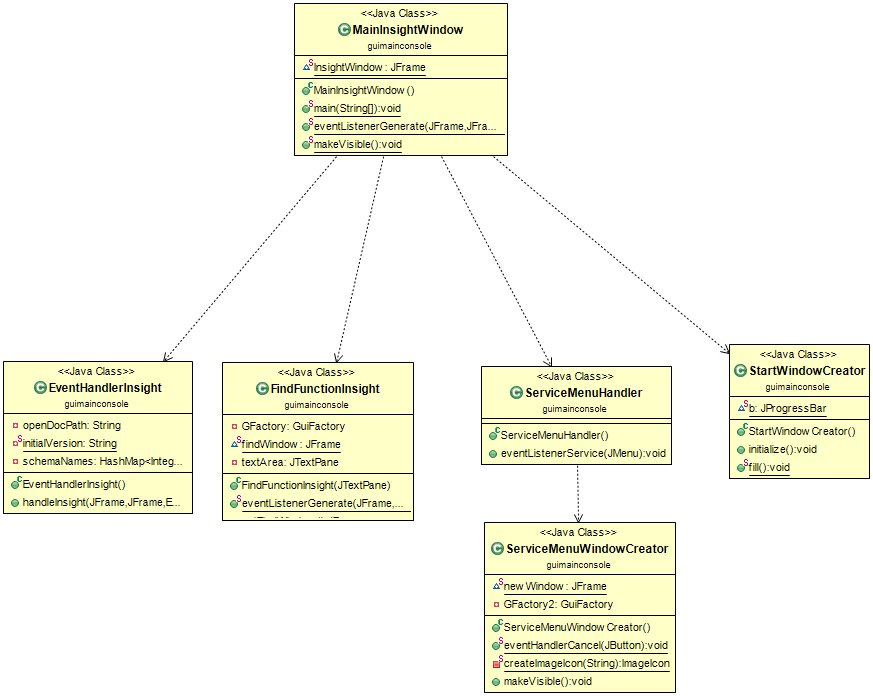 <<Java Class>>
MainInsightWindow
guimainconsole
InsightWindow : JFrame
MainInsightWindow ()
main(String[]):void
eventListenerGenerate(JFrame,JFra...
makeVisible():void
<<Java Class>>
EventHandlerInsight
guimainconsole
openDocPath: String
initialVersion: String
schemaNames: HashMap<Integ...
EventHandlerInsight()
handleInsight(JFrame,JFrame,E...
<<Java Class>>
FindFunctionInsight
guimainconsole
GFactory: GuiFactory
findWindow : JFrame
textArea: JTextPane
FindFunctionInsight(JTextPane)
eventListenerGenerate(JFrame,...
<<Java Class>>
ServiceMenuHandler
guimainconsole
ServiceMenuHandler()
eventListenerService(JMenu):void
<<Java Class>>
StartWindowCreator
guimainconsole
b: JProgressBar
StartWindow Creator()
initialize():void
fill():void
<<Java Class>>
ServiceMenuWindowCreator
guimainconsole
new Window : JFrame
GFactory2: GuiFactory
ServiceMenuWindow Creator()
eventHandlerCancel(JButton):void
createImageIcon(String):ImageIcon
makeVisible():void